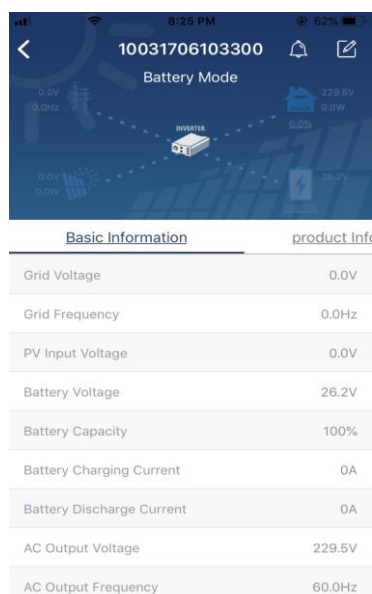 8:25 PM
62%
10031706103300
Battery Mode
0.0V
0.0Hz
229.5V
0.0W
0.0%
INVERTER
0.0V
0.0W
26.2V
100.0%
Basic Information
product Info
Grid Voltage
0.0V
Grid Frequency
0.0Hz
PV Input Voltage
0.0V
Battery Voltage
26.2V
Battery Capacity
100%
Battery Charging Current
0A
Battery Discharge Current
0A
AC Output Voltage
229.5V
AC Output Frequency
60.0Hz